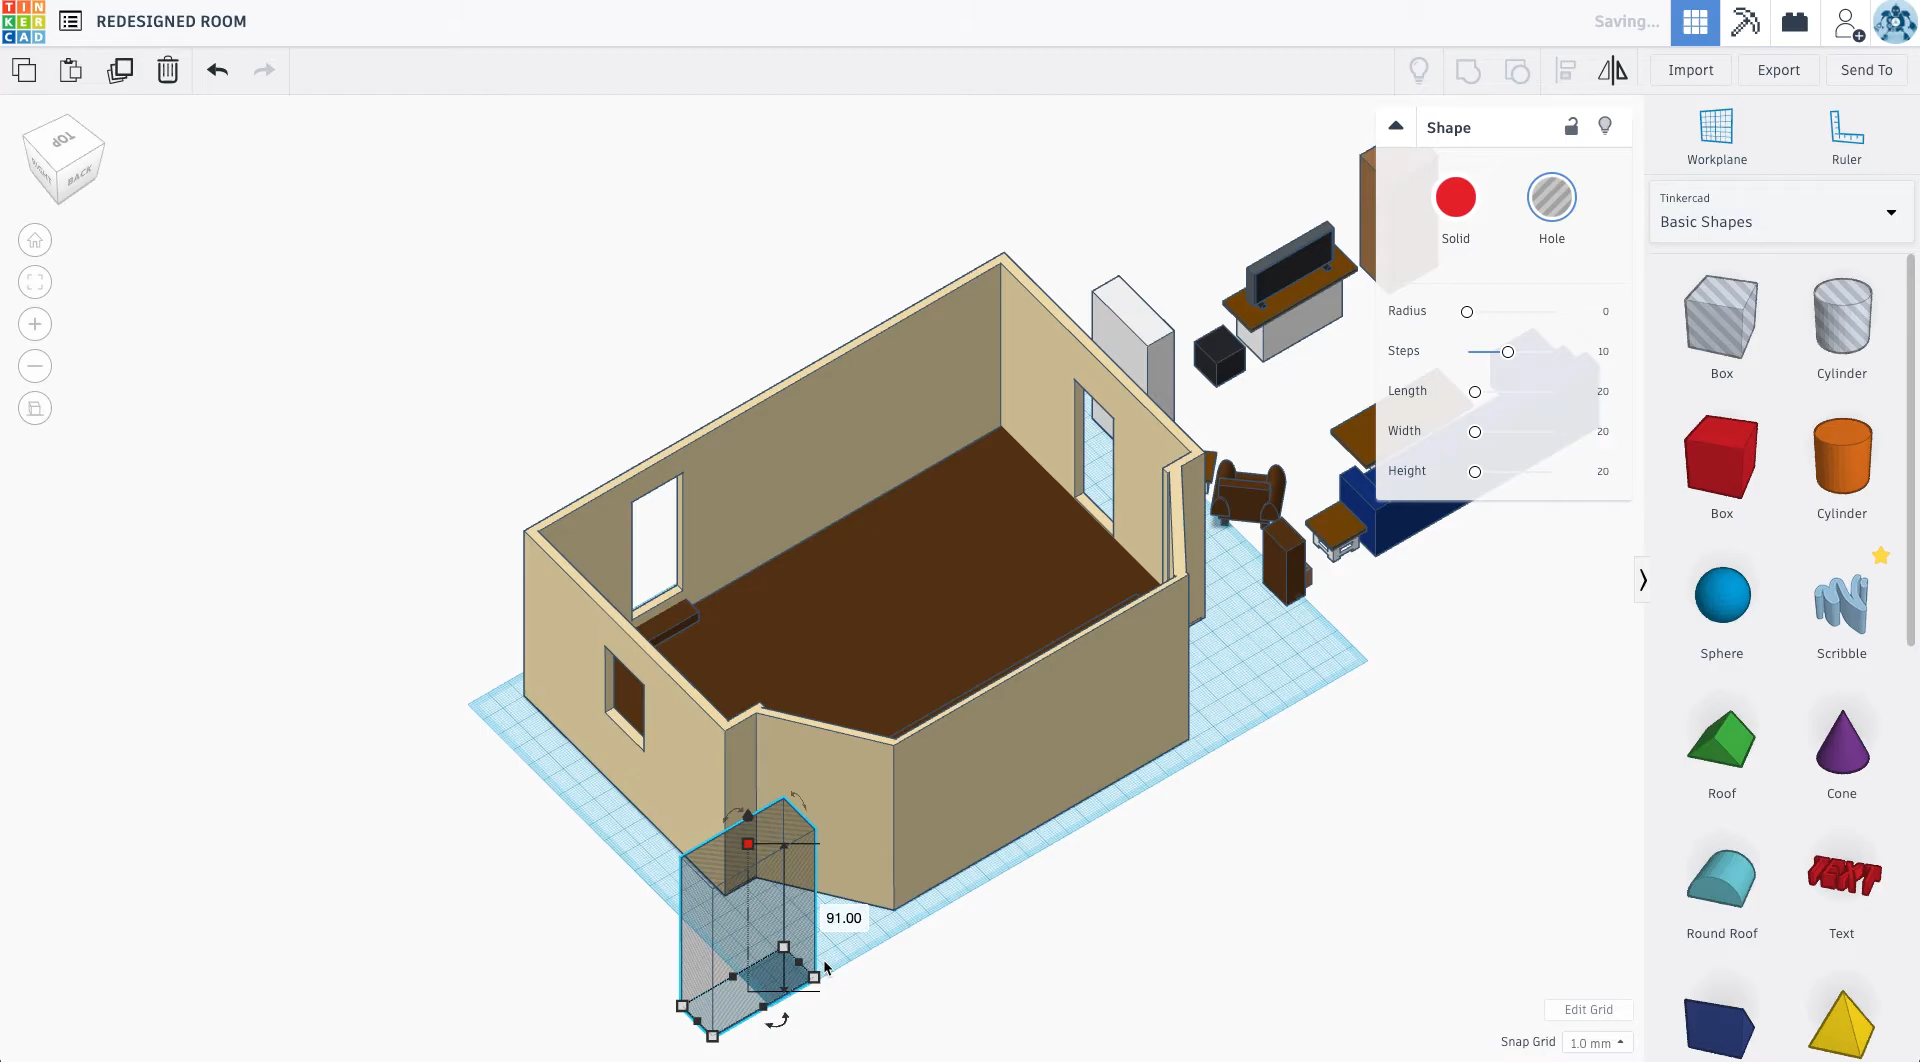 TIN
KER
CAD
REDESIGNED ROOM
Saving...
Import
Export
Send To
TOP
RIGHT
BACK
Shape
Solid
Hole
Radius
0
Steps
10
Length
20
Width
20
Height
20
Workplane
Ruler
Tinkercad
Basic Shapes
Box
Cylinder
Box
Cylinder
Sphere
Scribble
Roof
Cone
TEXT
Round Roof
Text
91.00
Edit Grid
Snap Grid
1.0 mm